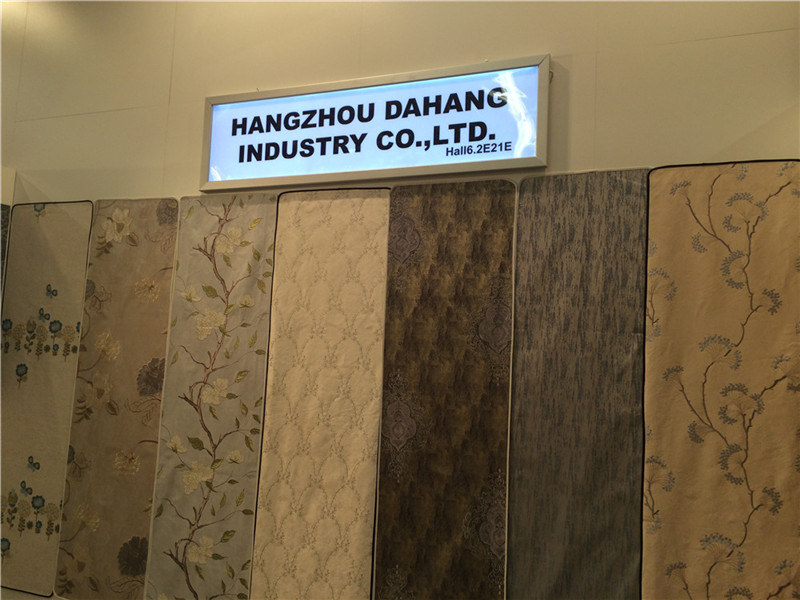 HANGZHOU DAHANG
INDUSTRY CO.,LTD.
Hall6.2E21E